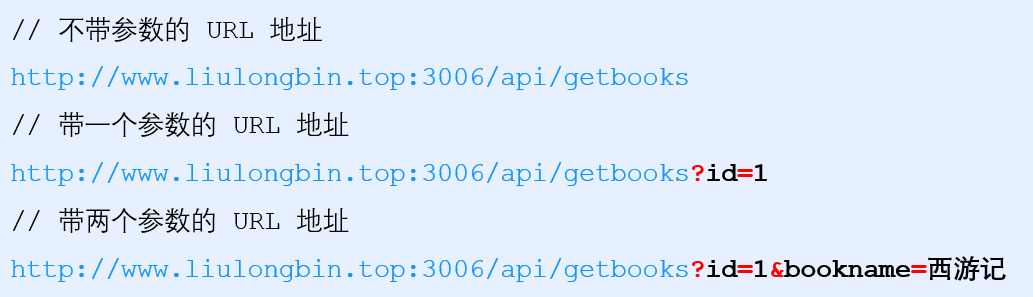 // 不带参数的 URL 地址
http://www.liulongbin.top:3006/api/getbooks
// 带一个参数的 URL 地址
http://www.liulongbin.top:3006/api/getbooks?id=1
// 带两个参数的 URL 地址
http://www.liulongbin.top:3006/api/getbooks?id=1&bookname=西游记